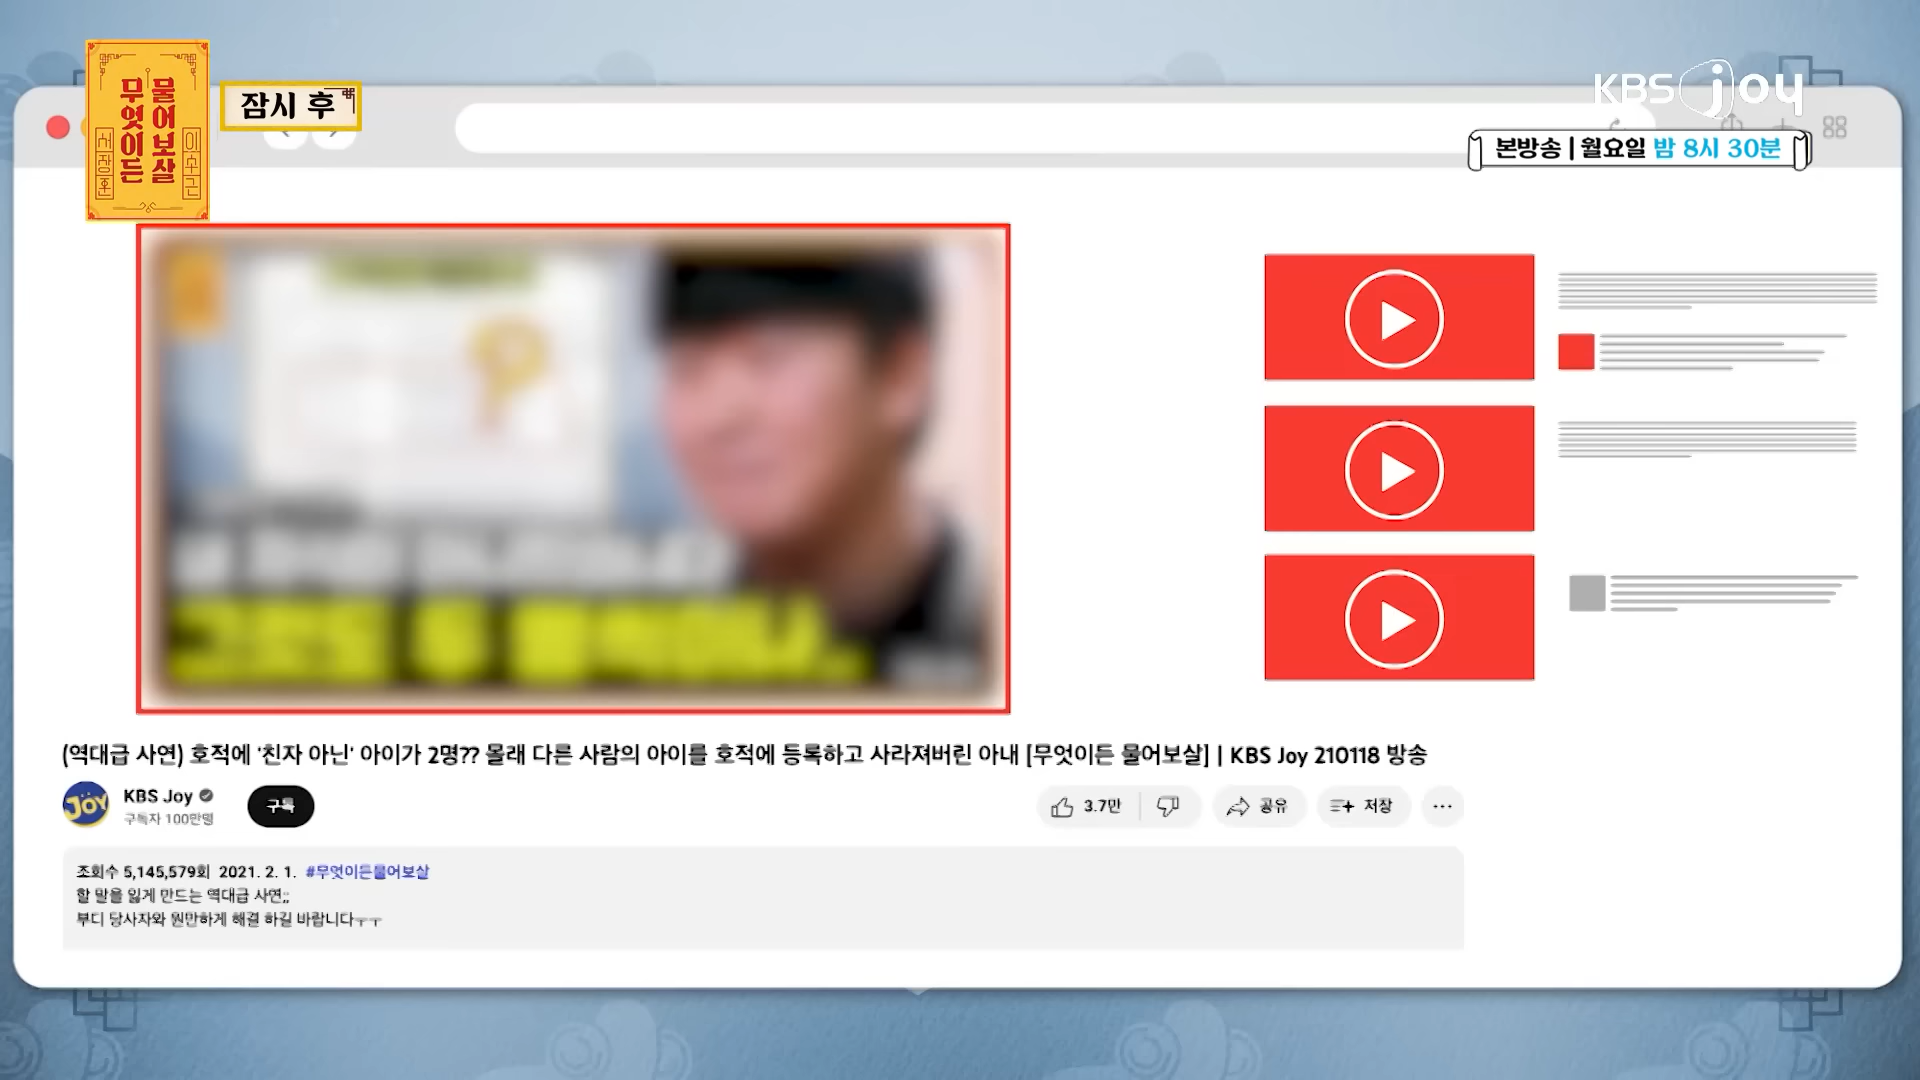 무엇이든
물어보살
서장훈
이수근
잠시 후
KBS joy
본방송 | 월요일 밤 8시 30분
(역대급 사연) 호적에 '친자 아닌' 아이가 2명?? 몰래 다른 사람의 아이를 호적에 등록하고 사라져버린 아내 [무엇이든 물어보살] | KBS Joy 210118 방송
JOY
KBS Joy
구독자 100만명
구독
3.7만
공유
저장
조회수 5,145,579회 2021. 2. 1. #무엇이든물어보살
할 말을 잃게 만드는 역대급 사연;;
부디 당사자와 원만하게 해결 하길 바랍니다ㅜㅜ